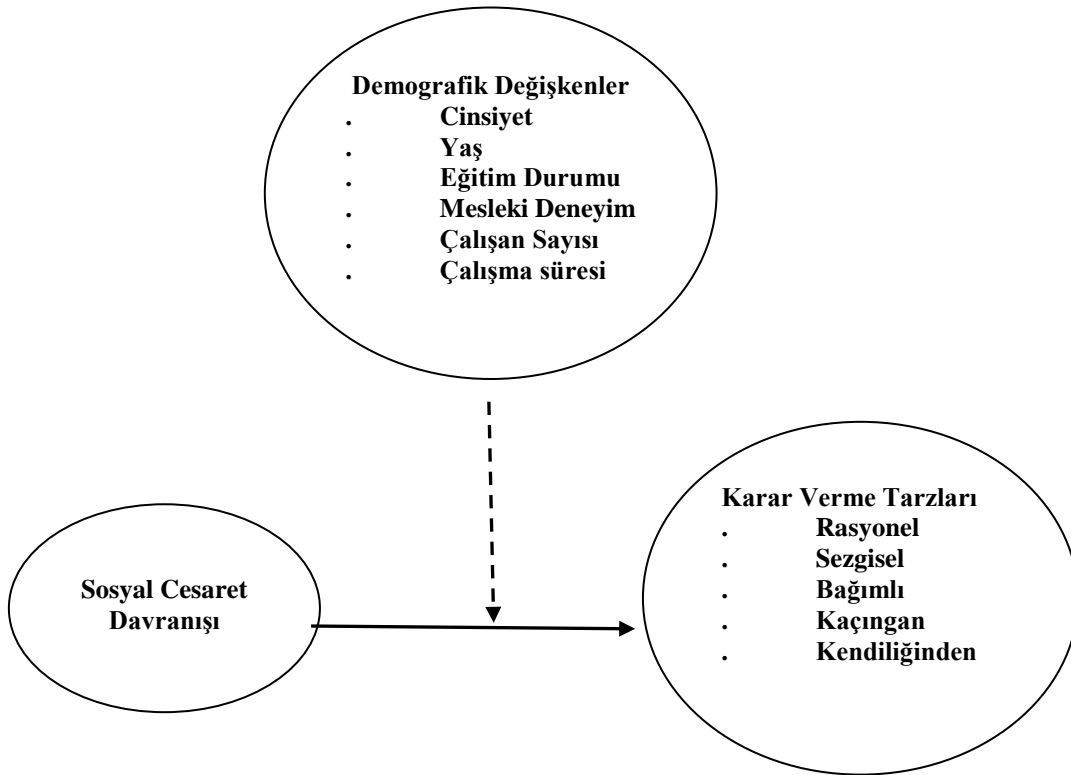 Demografik Değişkenler
. Cinsiyet
. Yaş
. Eğitim Durumu
. Mesleki Deneyim
. Çalışan Sayısı
. Çalışma süresi
Sosyal Cesaret
Davranışı
Karar Verme Tarzları
. Rasyonel
. Sezgisel
. Bağımlı
. Kaçıngan
. Kendiliğinden